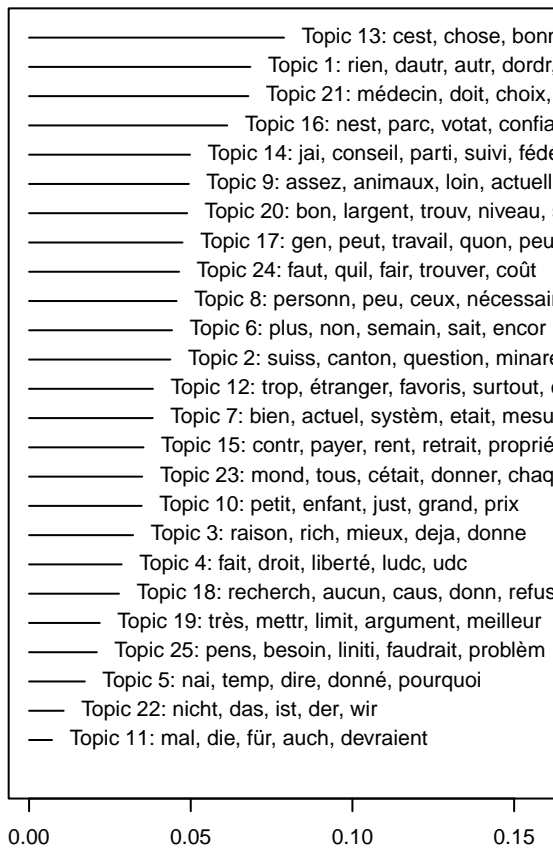 Topic 13: cest, chose, bonn
Topic 1: rien, dautr, autr, dordr,
Topic 21: médecin, doit, choix,
Topic 16: nest, parc, votat, confia
Topic 14: jai, conseil, parti, suivi, féde
Topic 9: assez, animaux, loin, actuell
Topic 20: bon, largent, trouv, niveau,
Topic 17: gen, peut, travail, quon, peu
Topic 24: faut, quil, fair, trouver, coût
Topic 8: personn, peu, ceux, nécessair
Topic 6: plus, non, semain, sait, encor
Topic 2: suiss, canton, question, minare
Topic 12: trop, étranger, favoris, surtout,
Topic 7: bien, actuel, systèm, etait, mesu
Topic 15: contr, payer, rent, retrait, proprié
Topic 23: mond, tous, cétait, donner, chaq
Topic 10: petit, enfant, just, grand, prix
Topic 3: raison, rich, mieux, deja, donne
Topic 4: fait, droit, liberté, ludc, udc
Topic 18: recherch, aucun, caus, donn, refus
Topic 19: très, mettr, limit, argument, meilleur
Topic 25: pens, besoin, liniti, faudrait, problèm
Topic 5: nai, temp, dire, donné, pourquoi
Topic 22: nicht, das, ist, der, wir
Topic 11: mal, die, für, auch, devraient
0.00 0.05 0.10 0.15